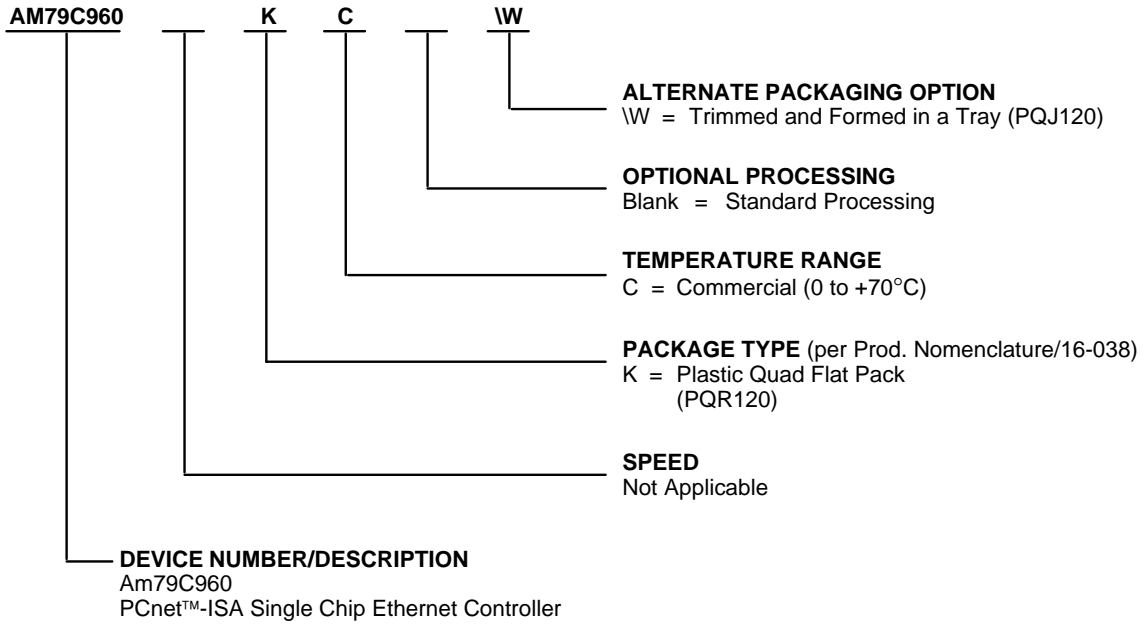 AM79C960 K C \W
ALTERNATE PACKAGING OPTION
\W = Trimmed and Formed in a Tray (PQJ120)
OPTIONAL PROCESSING
Blank = Standard Processing
TEMPERATURE RANGE
C = Commercial (0 to +70°C)
PACKAGE TYPE (per Prod. Nomenclature/16-038)
K = Plastic Quad Flat Pack
(PQR120)
SPEED
Not Applicable
DEVICE NUMBER/DESCRIPTION
Am79C960
PCnet™-ISA Single Chip Ethernet Controller